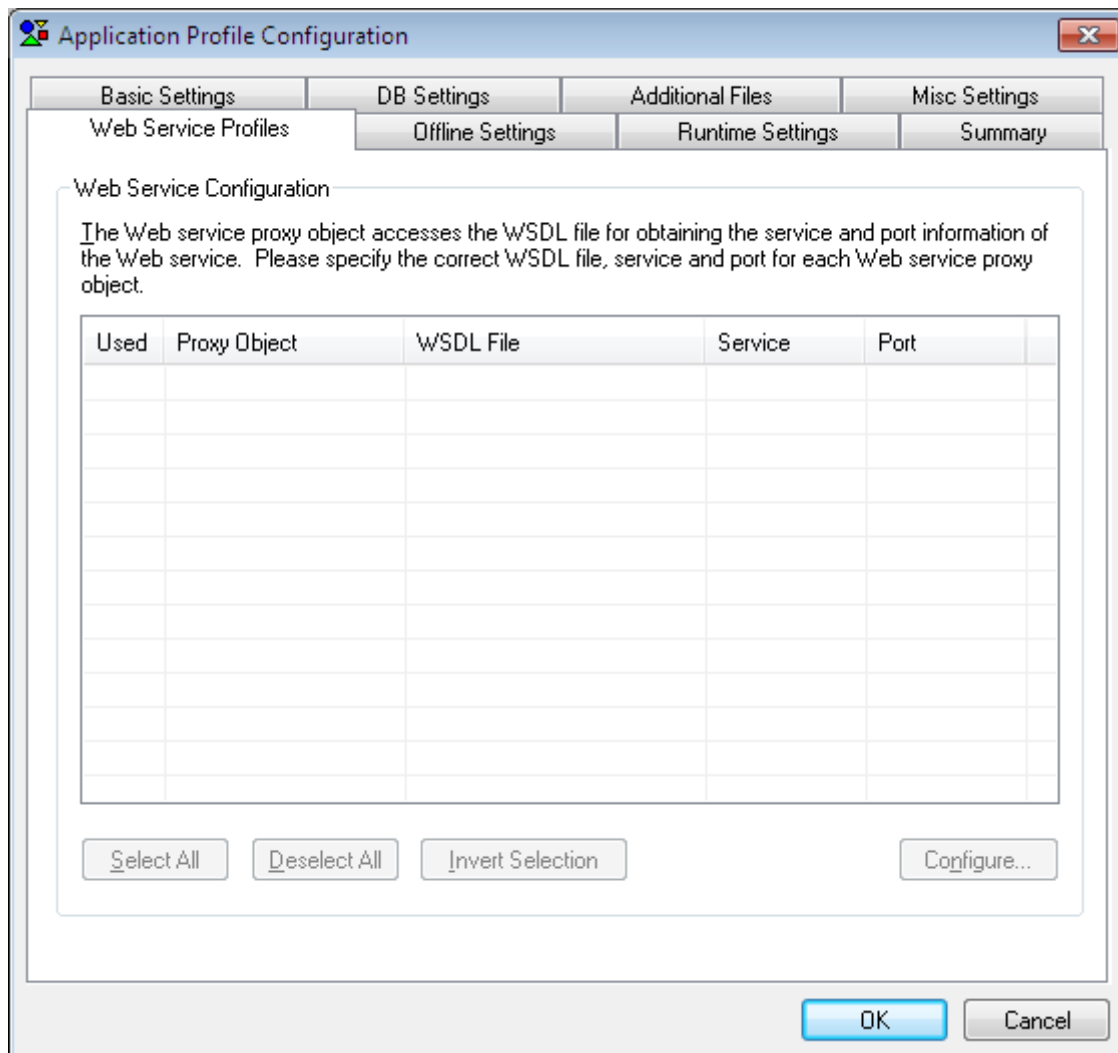 Application Profile Configuration
Basic Settings DB Settings Additional Files Misc Settings
Web Service Profiles Offline Settings Runtime Settings Summary
Web Service Configuration
The Web service proxy object accesses the WSDL file for obtaining the service and port information of
the Web service.  Please specify the correct WSDL file, service and port for each Web service proxy
object.
Used Proxy Object WSDL File Service Port
Select All Deselect All Invert Selection Configure...
OK Cancel